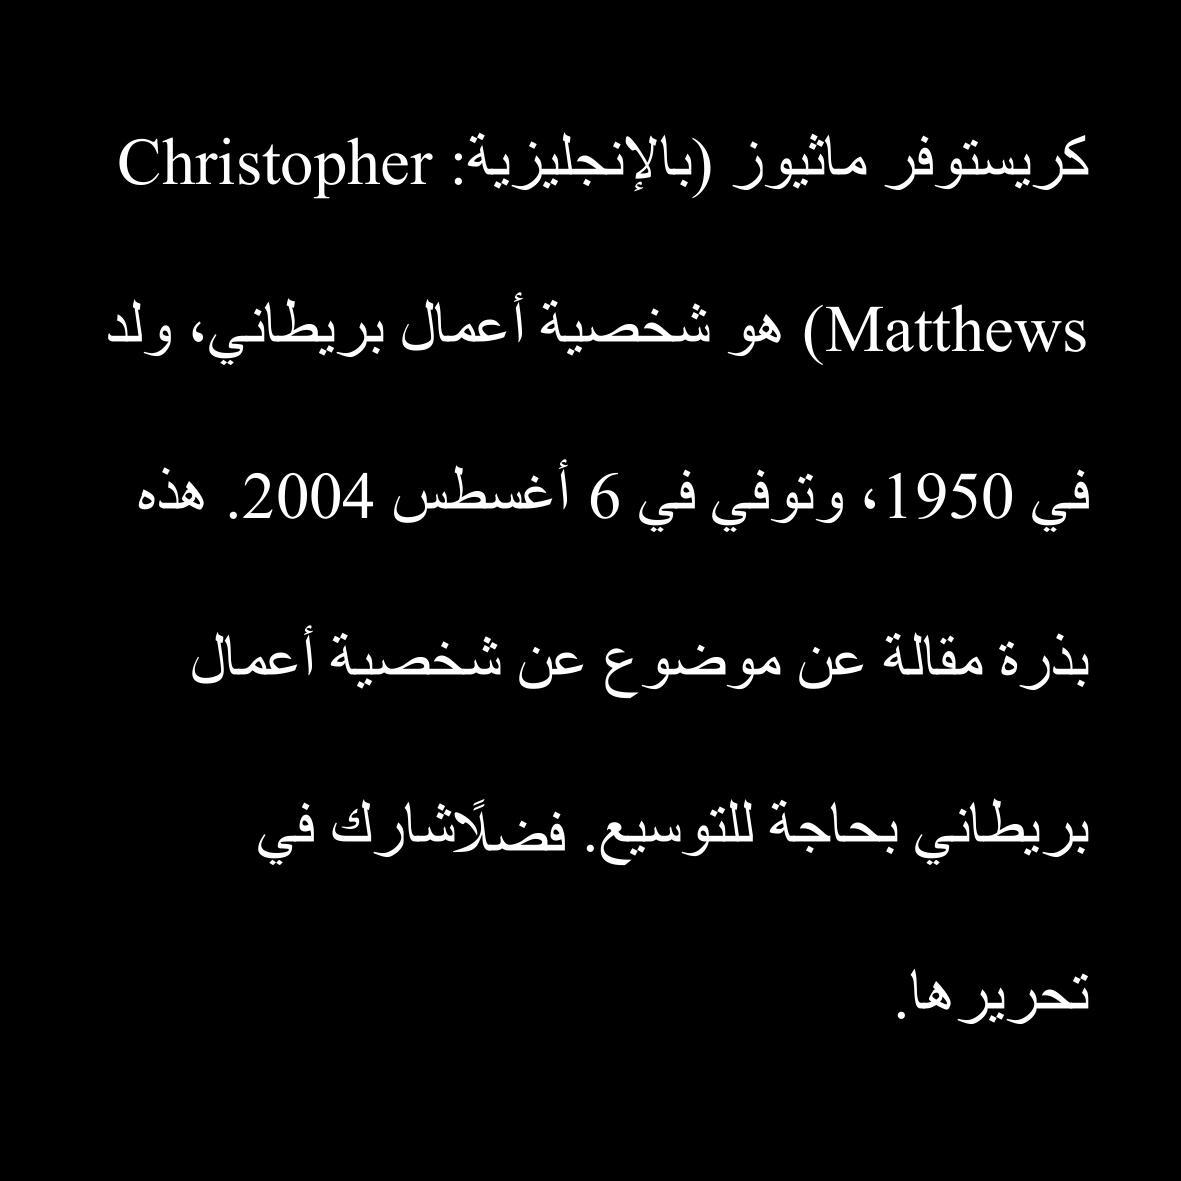 كريستوفر ماثيوز (بالإنجليزية: Christopher
Matthews) هو شخصية أعمال بريطاني، ولد
في 1950، وتوفي في 6 أغسطس 2004. هذه
بذرة مقالة عن موضوع عن شخصية أعمال
بريطاني بحاجة للتوسيع. فضلًاشارك في
تحريرها.